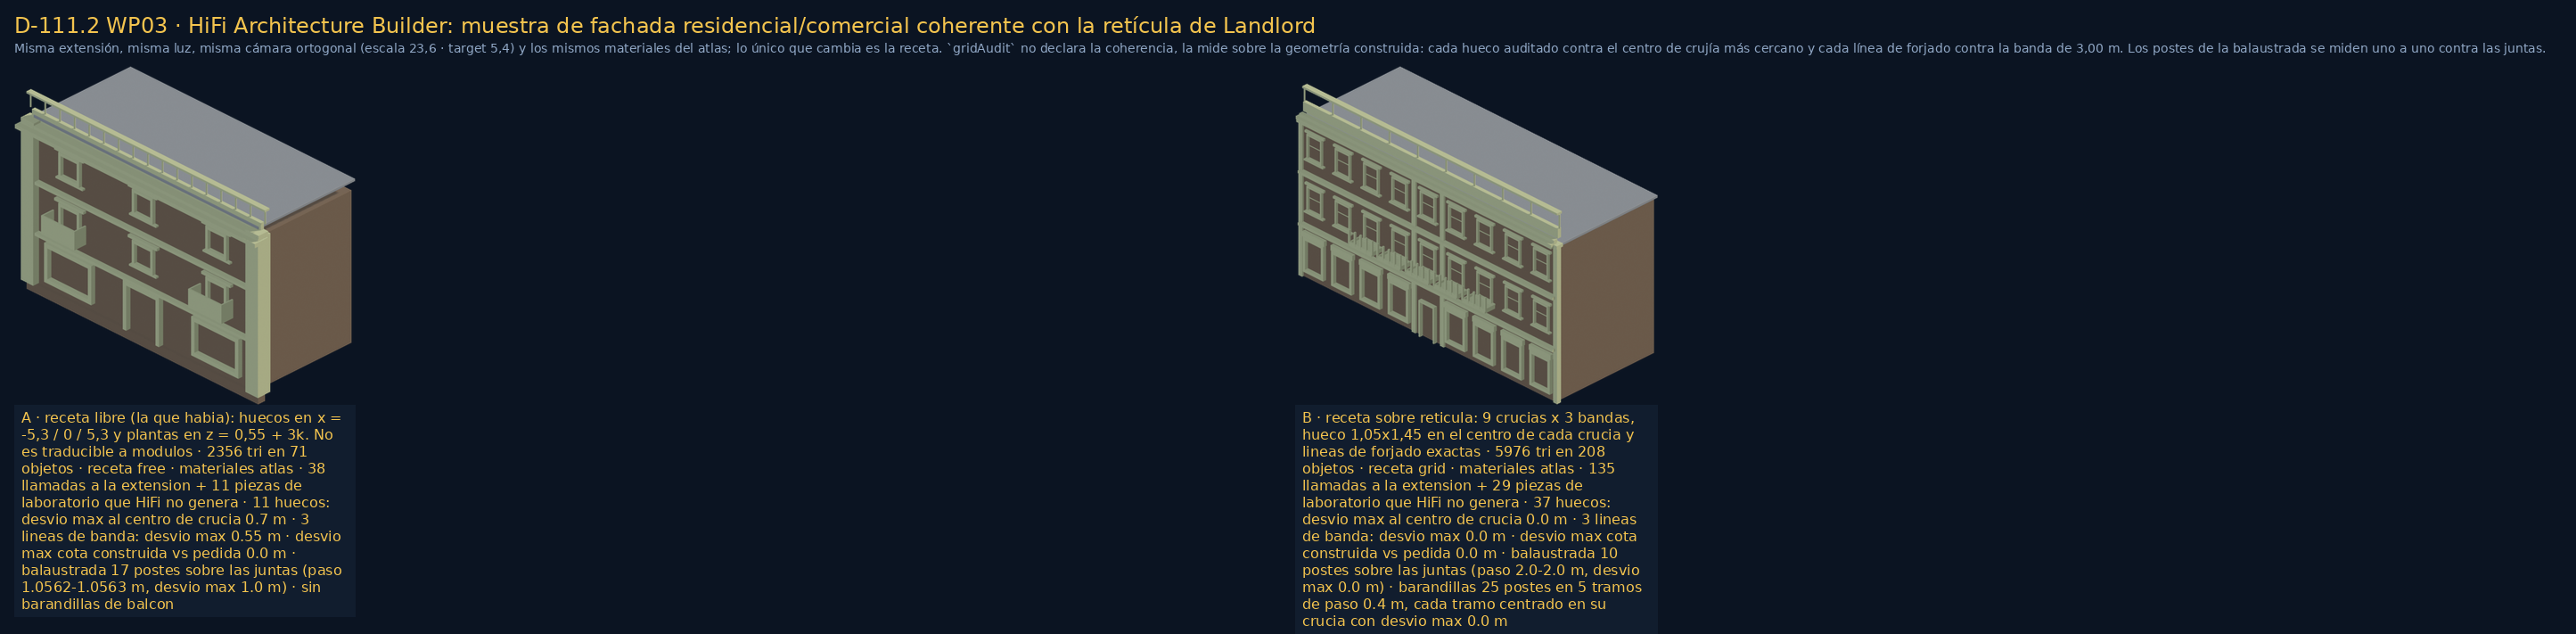 D-111.2 WP03 · HiFi Architecture Builder: muestra de fachada residencial/comercial coherente con la retícula de Landlord
Misma extensión, misma luz, misma cámara ortogonal (escala 23,6 · target 5,4) y los mismos materiales del atlas; lo único que cambia es la receta. `gridAudit` no declara la coherencia, la mide sobre la geometría construida: cada hueco auditado contra el centro de crujía más cercano y cada línea de forjado contra la banda de 3,00 m. Los postes de la balaustrada se miden uno a uno contra las juntas.
A · receta libre (la que habia): huecos en x =
-5,3 / 0 / 5,3 y plantas en z = 0,55 + 3k. No
es traducible a modulos · 2356 tri en 71
objetos · receta free · materiales atlas · 38
llamadas a la extension + 11 piezas de
laboratorio que HiFi no genera · 11 huecos:
desvio max al centro de crucia 0.7 m · 3
lineas de banda: desvio max 0.55 m · desvio
max cota construida vs pedida 0.0 m ·
balaustrada 17 postes sobre las juntas (paso
1.0562-1.0563 m, desvio max 1.0 m) · sin
barandillas de balcon
B · receta sobre reticula: 9 crucias x 3 bandas,
hueco 1,05x1,45 en el centro de cada crucia y
lineas de forjado exactas · 5976 tri en 208
objetos · receta grid · materiales atlas · 135
llamadas a la extension + 29 piezas de
laboratorio que HiFi no genera · 37 huecos:
desvio max al centro de crucia 0.0 m · 3 lineas
de banda: desvio max 0.0 m · desvio max cota
construida vs pedida 0.0 m · balaustrada 10
postes sobre las juntas (paso 2.0-2.0 m, desvio
max 0.0 m) · barandillas 25 postes en 5 tramos
de paso 0.4 m, cada tramo centrado en su
crucia con desvio max 0.0 m